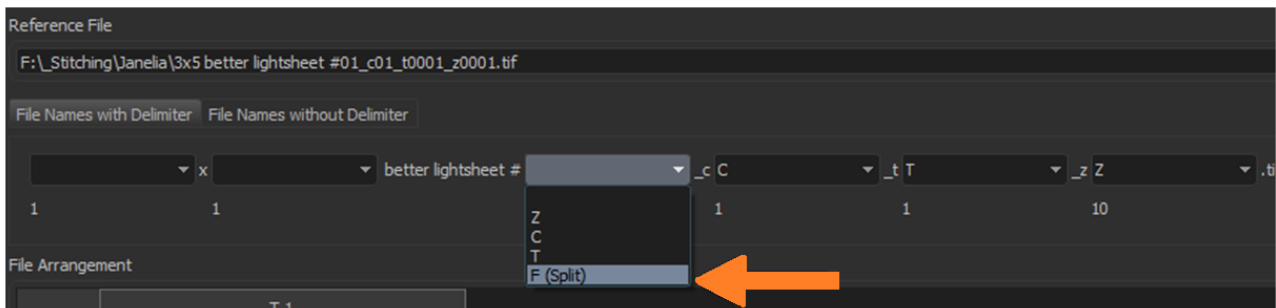 Reference File
F:\_Stitching\Janelia\3x5 better lightsheet #01_c01_t0001_z0001.tif
File Names with Delimiter File Names without Delimiter
x better lightsheet # _c C _t T _z Z
1 1 1 1 10
Z
C
T
F (Split)
File Arrangement
T 1